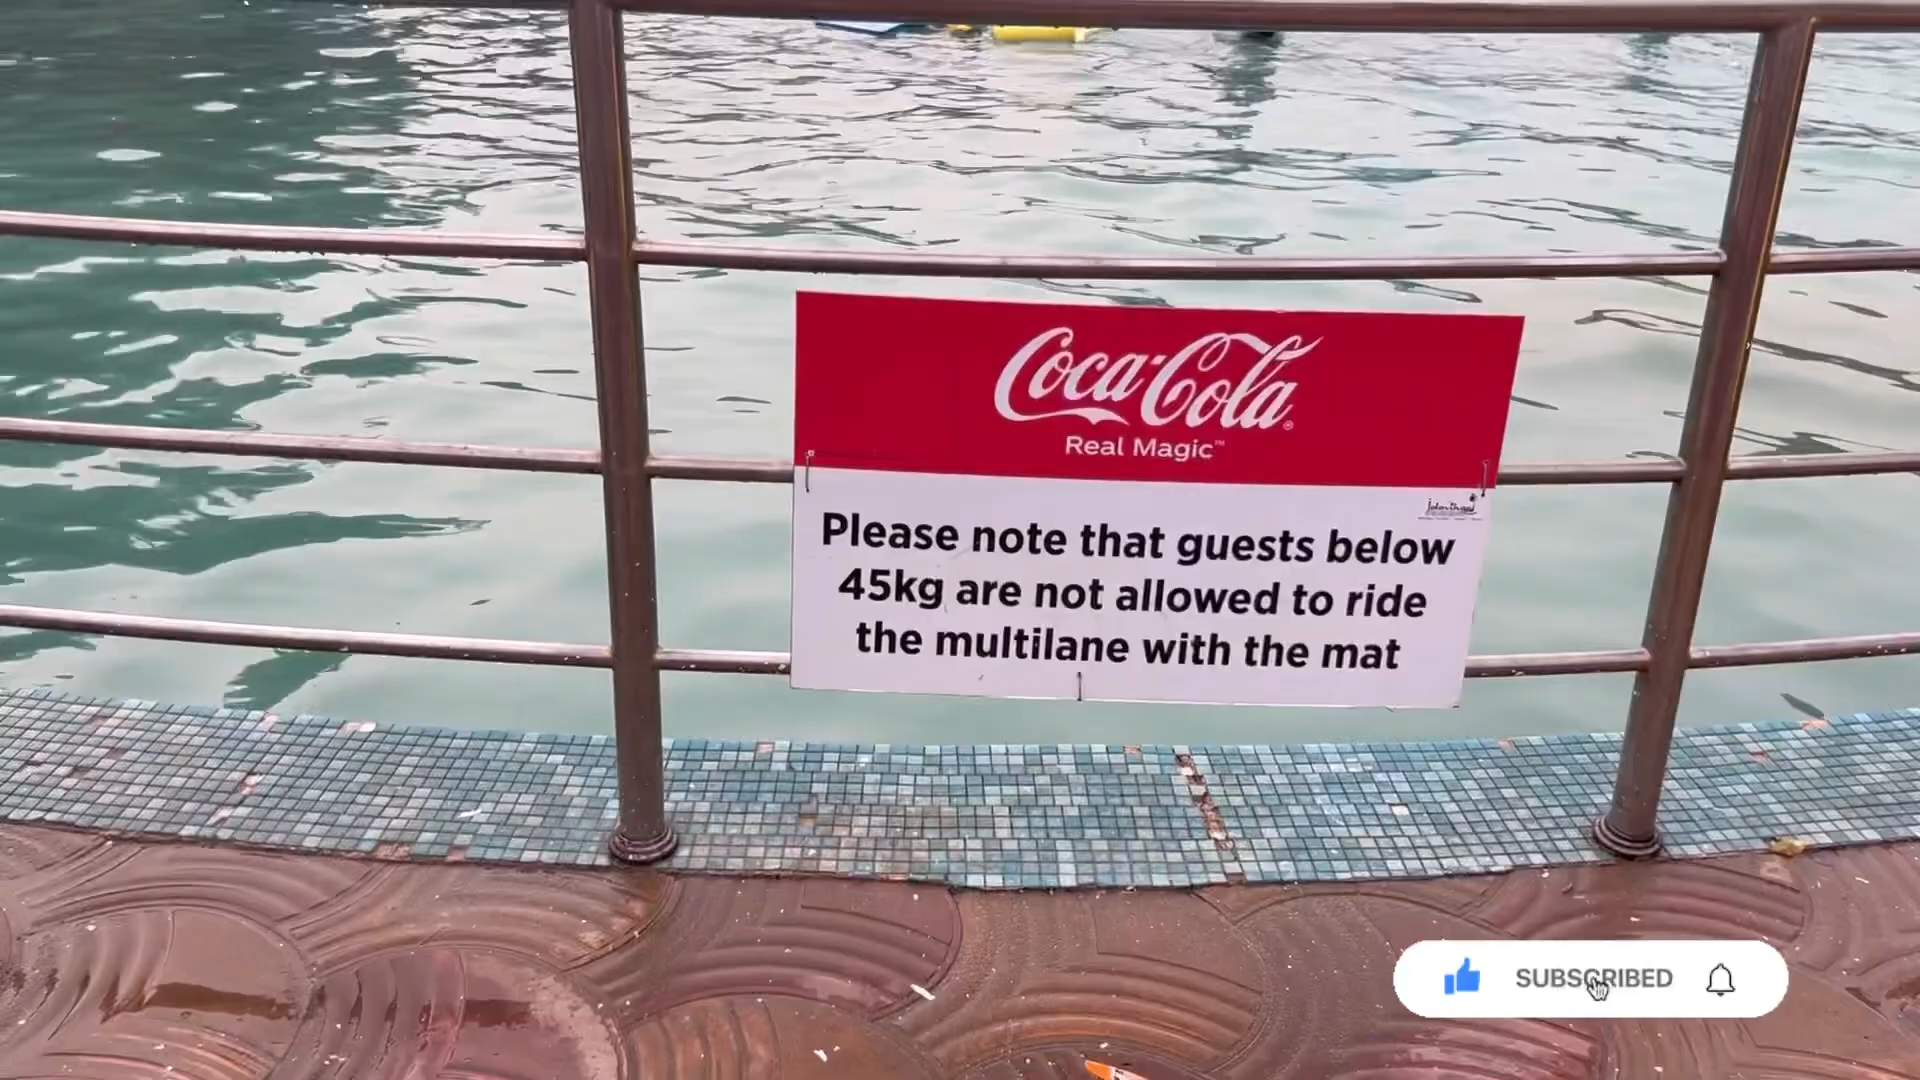 Coca-Cola
Real Magic™
Please note that guests below
45kg are not allowed to ride
the multilane with the mat
SUBSCRIBED